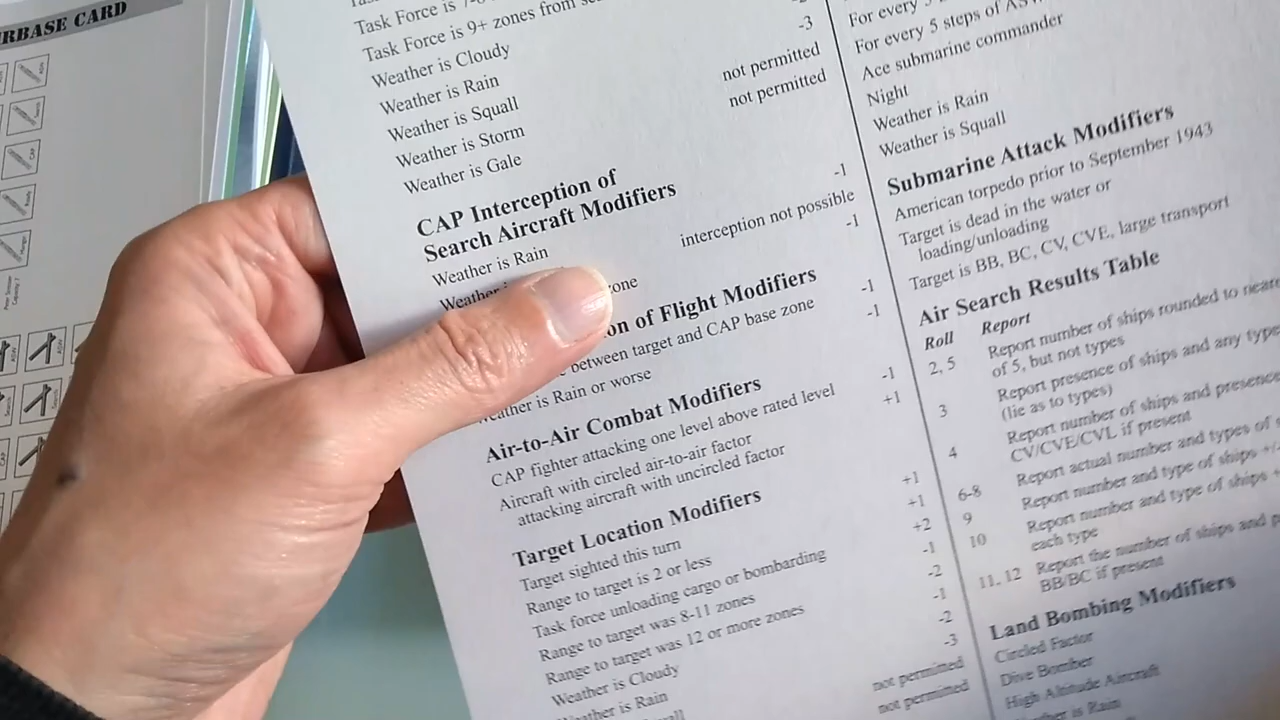 RBASE CARD
Task Force is
Task Force is 9+ zones from
Weather is Cloudy
Weather is Rain -3
Weather is Squall
Weather is Storm not permitted
Weather is Gale not permitted
CAP Interception of
Search Aircraft Modifiers
Weather is Rain -1
Weather interception not possible
zone -1
on of Flight Modifiers
between target and CAP base zone -1
Weather is Rain or worse -1
Air-to-Air Combat Modifiers
CAP fighter attacking one level above rated level -1
Aircraft with circled air-to-air factor +1
attacking aircraft with uncircled factor
Target Location Modifiers
Target sighted this turn +1
Range to target is 2 or less +1
Task force unloading cargo or bombarding +2
Range to target was 8-11 zones -1
Range to target was 12 or more zones -2
Weather is Cloudy -1
Weather is Rain -2
-3
not permitted
not permitted
For every
For every 5 steps of
Ace submarine commander
Night
Weather is Rain
Weather is Squall
Submarine Attack Modifiers
American torpedo prior to September 1943
Target is dead in the water or
loading/unloading
Target is BB, BC, CV, CVE, large transport
Air Search Results Table
Roll Report
2, 5 Report number of ships rounded to
of 5, but not types
3 Report presence of ships and any
(lie as to types)
4 Report number of ships and
CV/CVE/CVL if present
6-8 Report actual number and types of
9 Report number and type of ships
10 Report number and type of ships
each type
11, 12 Report the number of ships and
BB/BC if present
Land Bombing Modifiers
Circled Factor
Dive Bomber
High Altitude Aircraft
is Rain